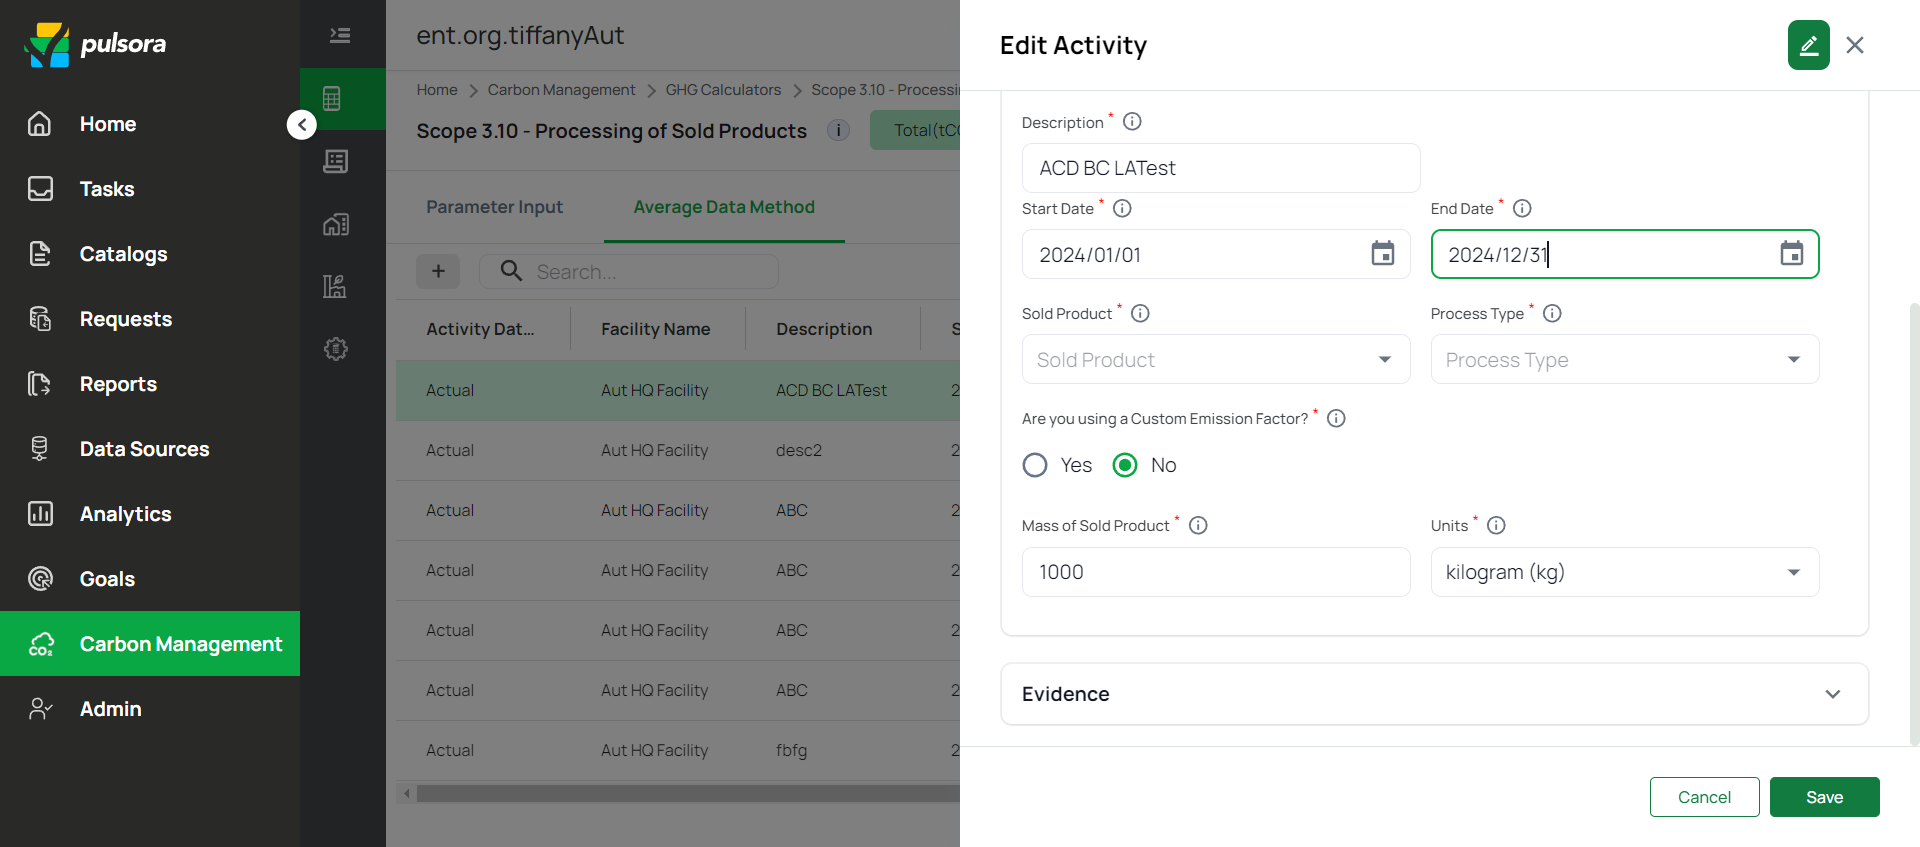 pulsora
Home
Tasks
Catalogs
Requests
Reports
Data Sources
Analytics
Goals
Carbon Management
Admin
ent.org.tiffanyAut
Home > Carbon Management > GHG Calculators > Scope 3.10 - Processi
Scope 3.10 - Processing of Sold Products
Total(tCO
Parameter Input
Average Data Method
+
Search...
Activity Dat... Facility Name Description S
Actual Aut HQ Facility ACD BC LATest 2
Actual Aut HQ Facility desc2 2
Actual Aut HQ Facility ABC 2
Actual Aut HQ Facility ABC 2
Actual Aut HQ Facility ABC 2
Actual Aut HQ Facility ABC 2
Actual Aut HQ Facility fbfg 2
Edit Activity
Description *
ACD BC LATest
Start Date * End Date *
2024/01/01 2024/12/31
Sold Product * Process Type *
Sold Product Process Type
Are you using a Custom Emission Factor? *
Yes No
Mass of Sold Product * Units *
1000 kilogram (kg)
Evidence
Cancel Save